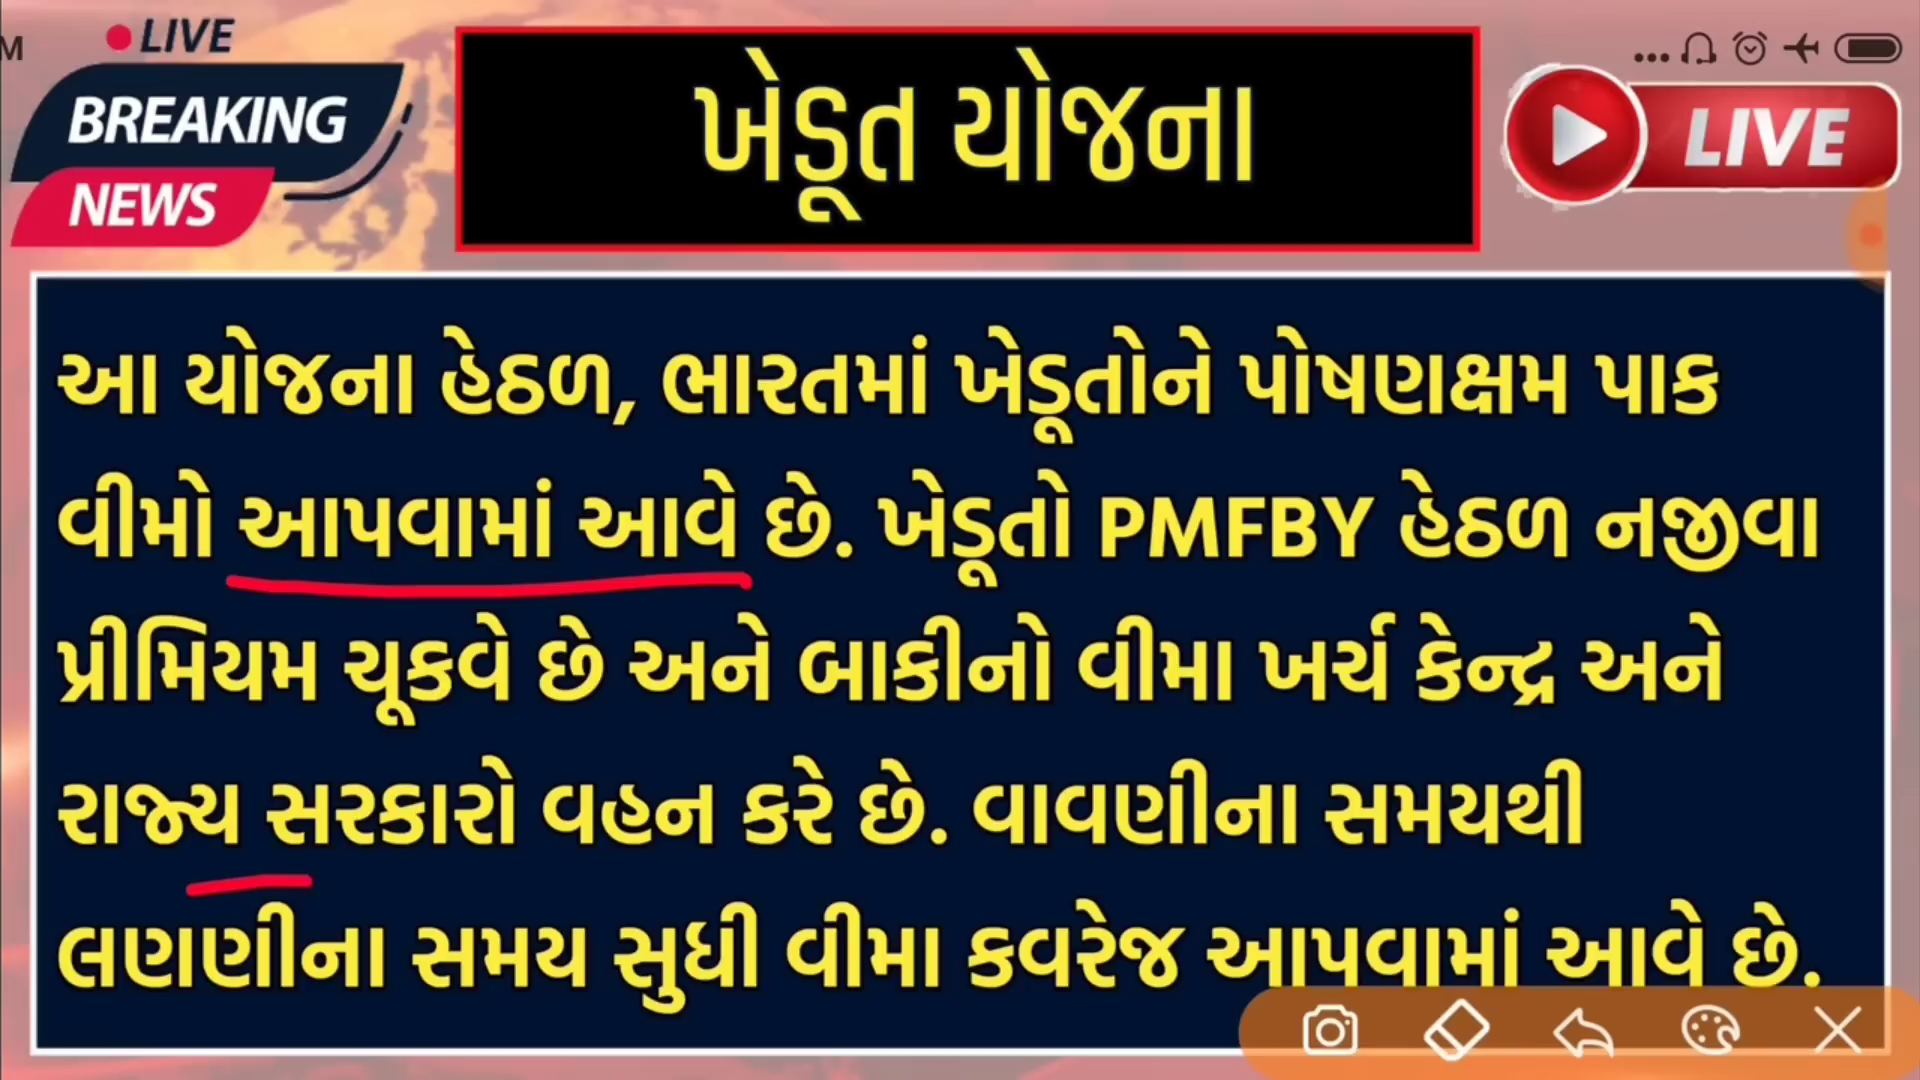 M
LIVE
BREAKING
NEWS
ખેડૂત યોજના
LIVE
આ યોજના હેઠળ, ભારતમાં ખેડૂતોને પોષણક્ષમ પાક
વીમો આપવામાં આવે છે. ખેડૂતો PMFBY હેઠળ નજીવા
પ્રીમિયમ ચૂકવે છે અને બાકીનો વીમા ખર્ચ કેન્દ્ર અને
રાજ્ય સરકારો વહન કરે છે. વાવણીના સમયથી
લણણીના સમય સુધી વીમા કવરેજ આપવામાં આવે છે.